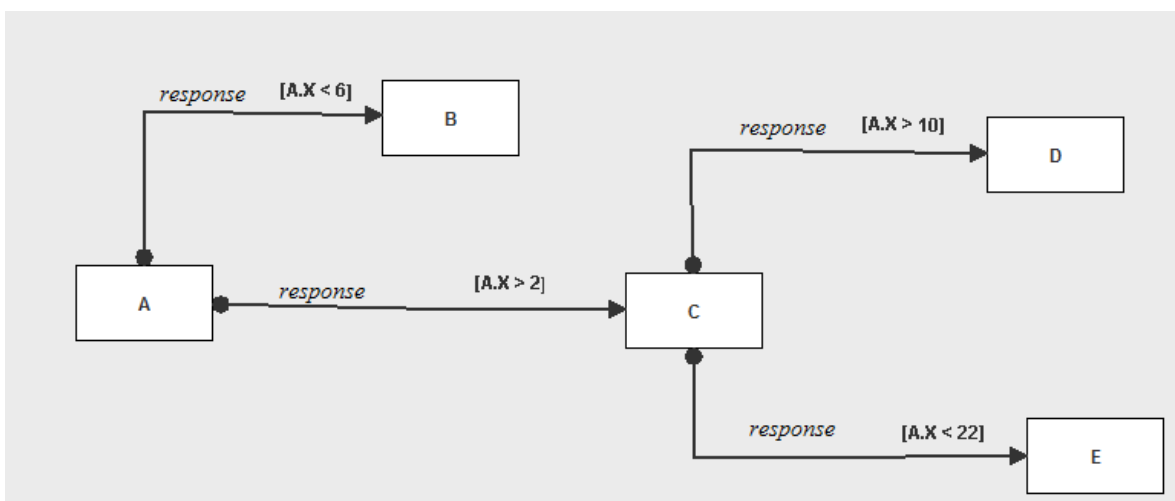 response [A.X < 6]
B
response [A.X > 10]
D
A
response [A.X > 2]
C
response [A.X < 22]
E